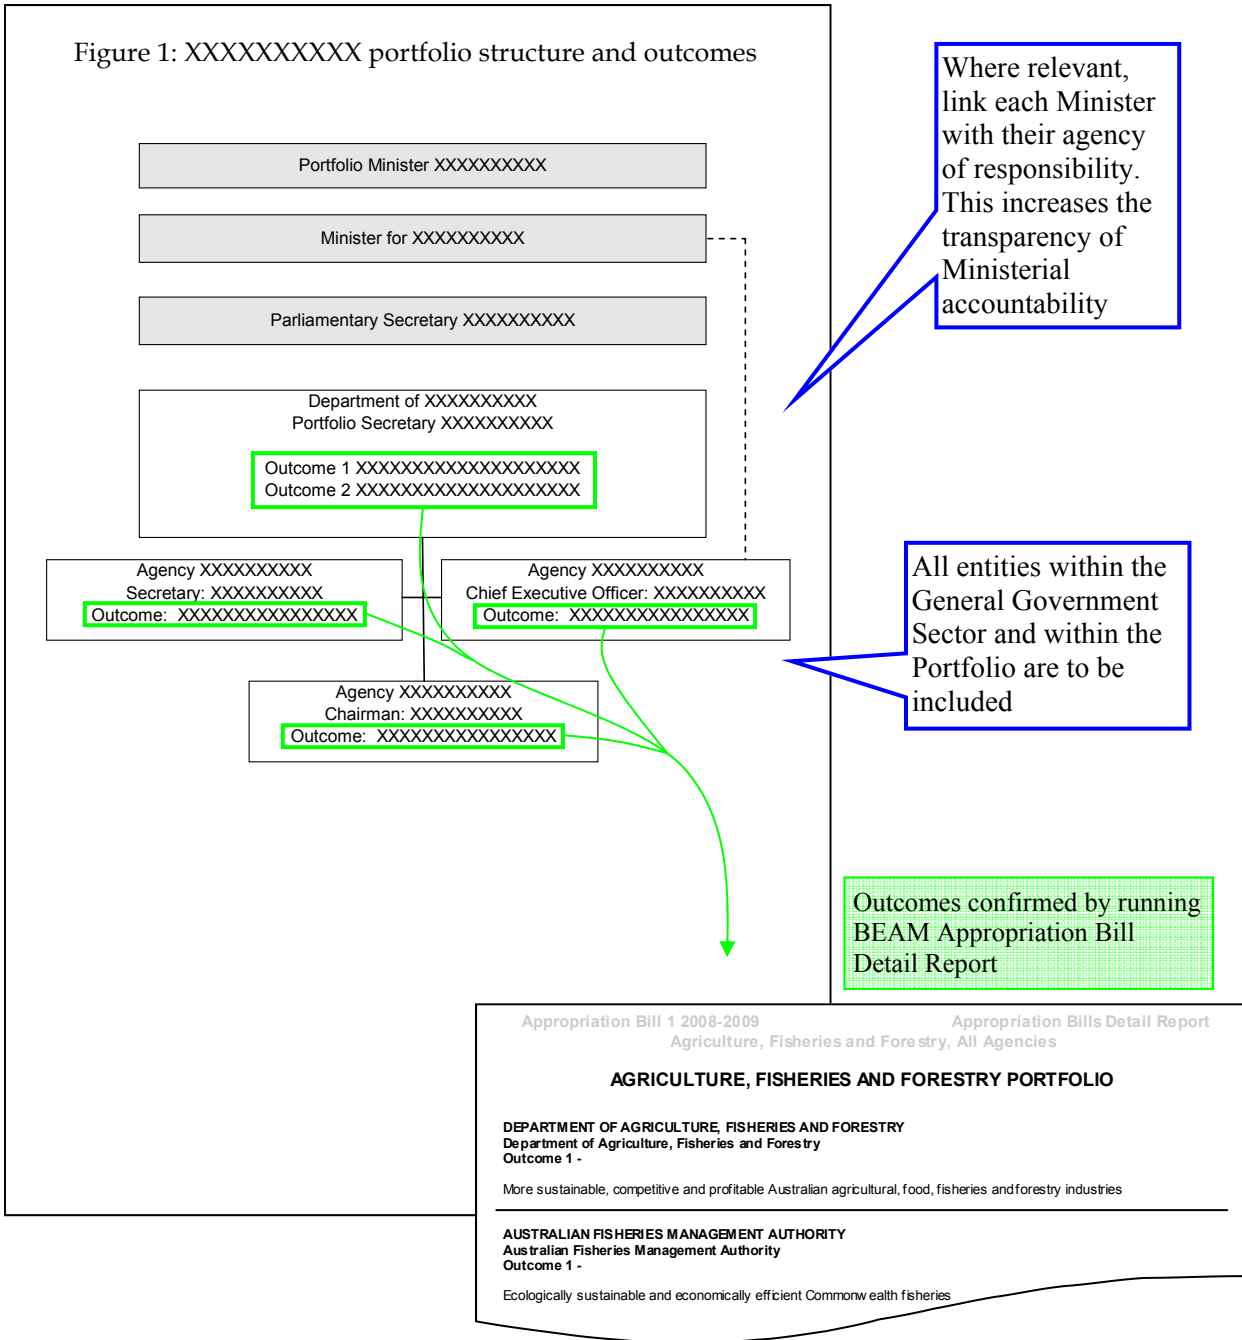 Figure 1: XXXXXXXXXX portfolio structure and outcomes
Portfolio Minister XXXXXXXXXX
Minister for XXXXXXXXXX
Parliamentary Secretary XXXXXXXXXX
Department of XXXXXXXXXX
Portfolio Secretary XXXXXXXXXX
Outcome 1 XXXXXXXXXXXXXXXXXXXX
Outcome 2 XXXXXXXXXXXXXXXXXXXX
Agency XXXXXXXXXX
Secretary: XXXXXXXXXX
Outcome: XXXXXXXXXXXXXXXX
Agency XXXXXXXXXX
Chief Executive Officer: XXXXXXXXXX
Outcome: XXXXXXXXXXXXXXXX
Agency XXXXXXXXXX
Chairman: XXXXXXXXXX
Outcome: XXXXXXXXXXXXXXXX
Where relevant,
link each Minister
with their agency
of responsibility.
This increases the
transparency of
Ministerial
accountability
All entities within the
General Government
Sector and within the
Portfolio are to be
included
Outcomes confirmed by running
BEAM Appropriation Bill
Detail Report
Appropriation Bill 1 2008-2009 Appropriation Bills Detail Report
Agriculture, Fisheries and Forestry, All Agencies
AGRICULTURE, FISHERIES AND FORESTRY PORTFOLIO
DEPARTMENT OF AGRICULTURE, FISHERIES AND FORESTRY
Department of Agriculture, Fisheries and Forestry
Outcome 1 -
More sustainable, competitive and profitable Australian agricultural, food, fisheries and forestry industries
AUSTRALIAN FISHERIES MANAGEMENT AUTHORITY
Australian Fisheries Management Authority
Outcome 1 -
Ecologically sustainable and economically efficient Commonwealth fisheries